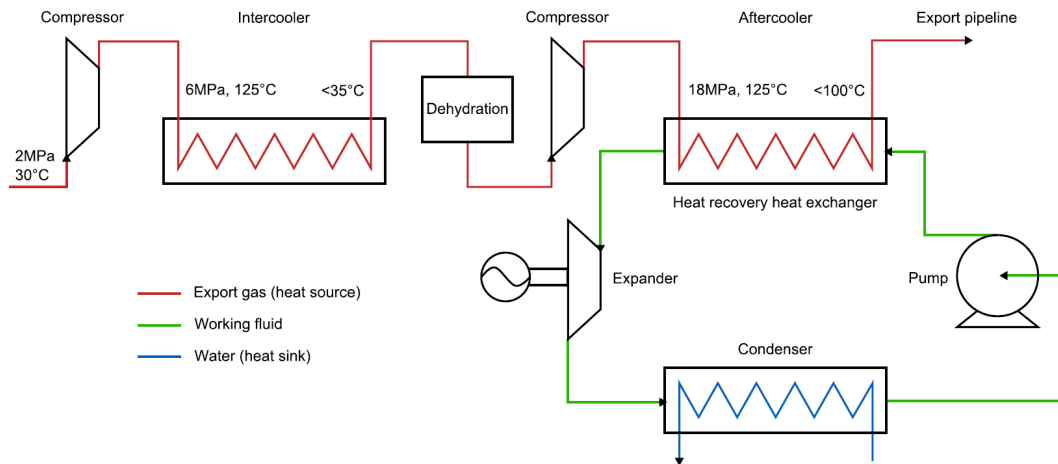 Compressor
Intercooler
Compressor
Aftercooler
Export pipeline
6MPa, 125°C
<35°C
Dehydration
18MPa, 125°C
<100°C
2MPa
30°C
Heat recovery heat exchanger
Expander
Pump
Export gas (heat source)
Working fluid
Water (heat sink)
Condenser